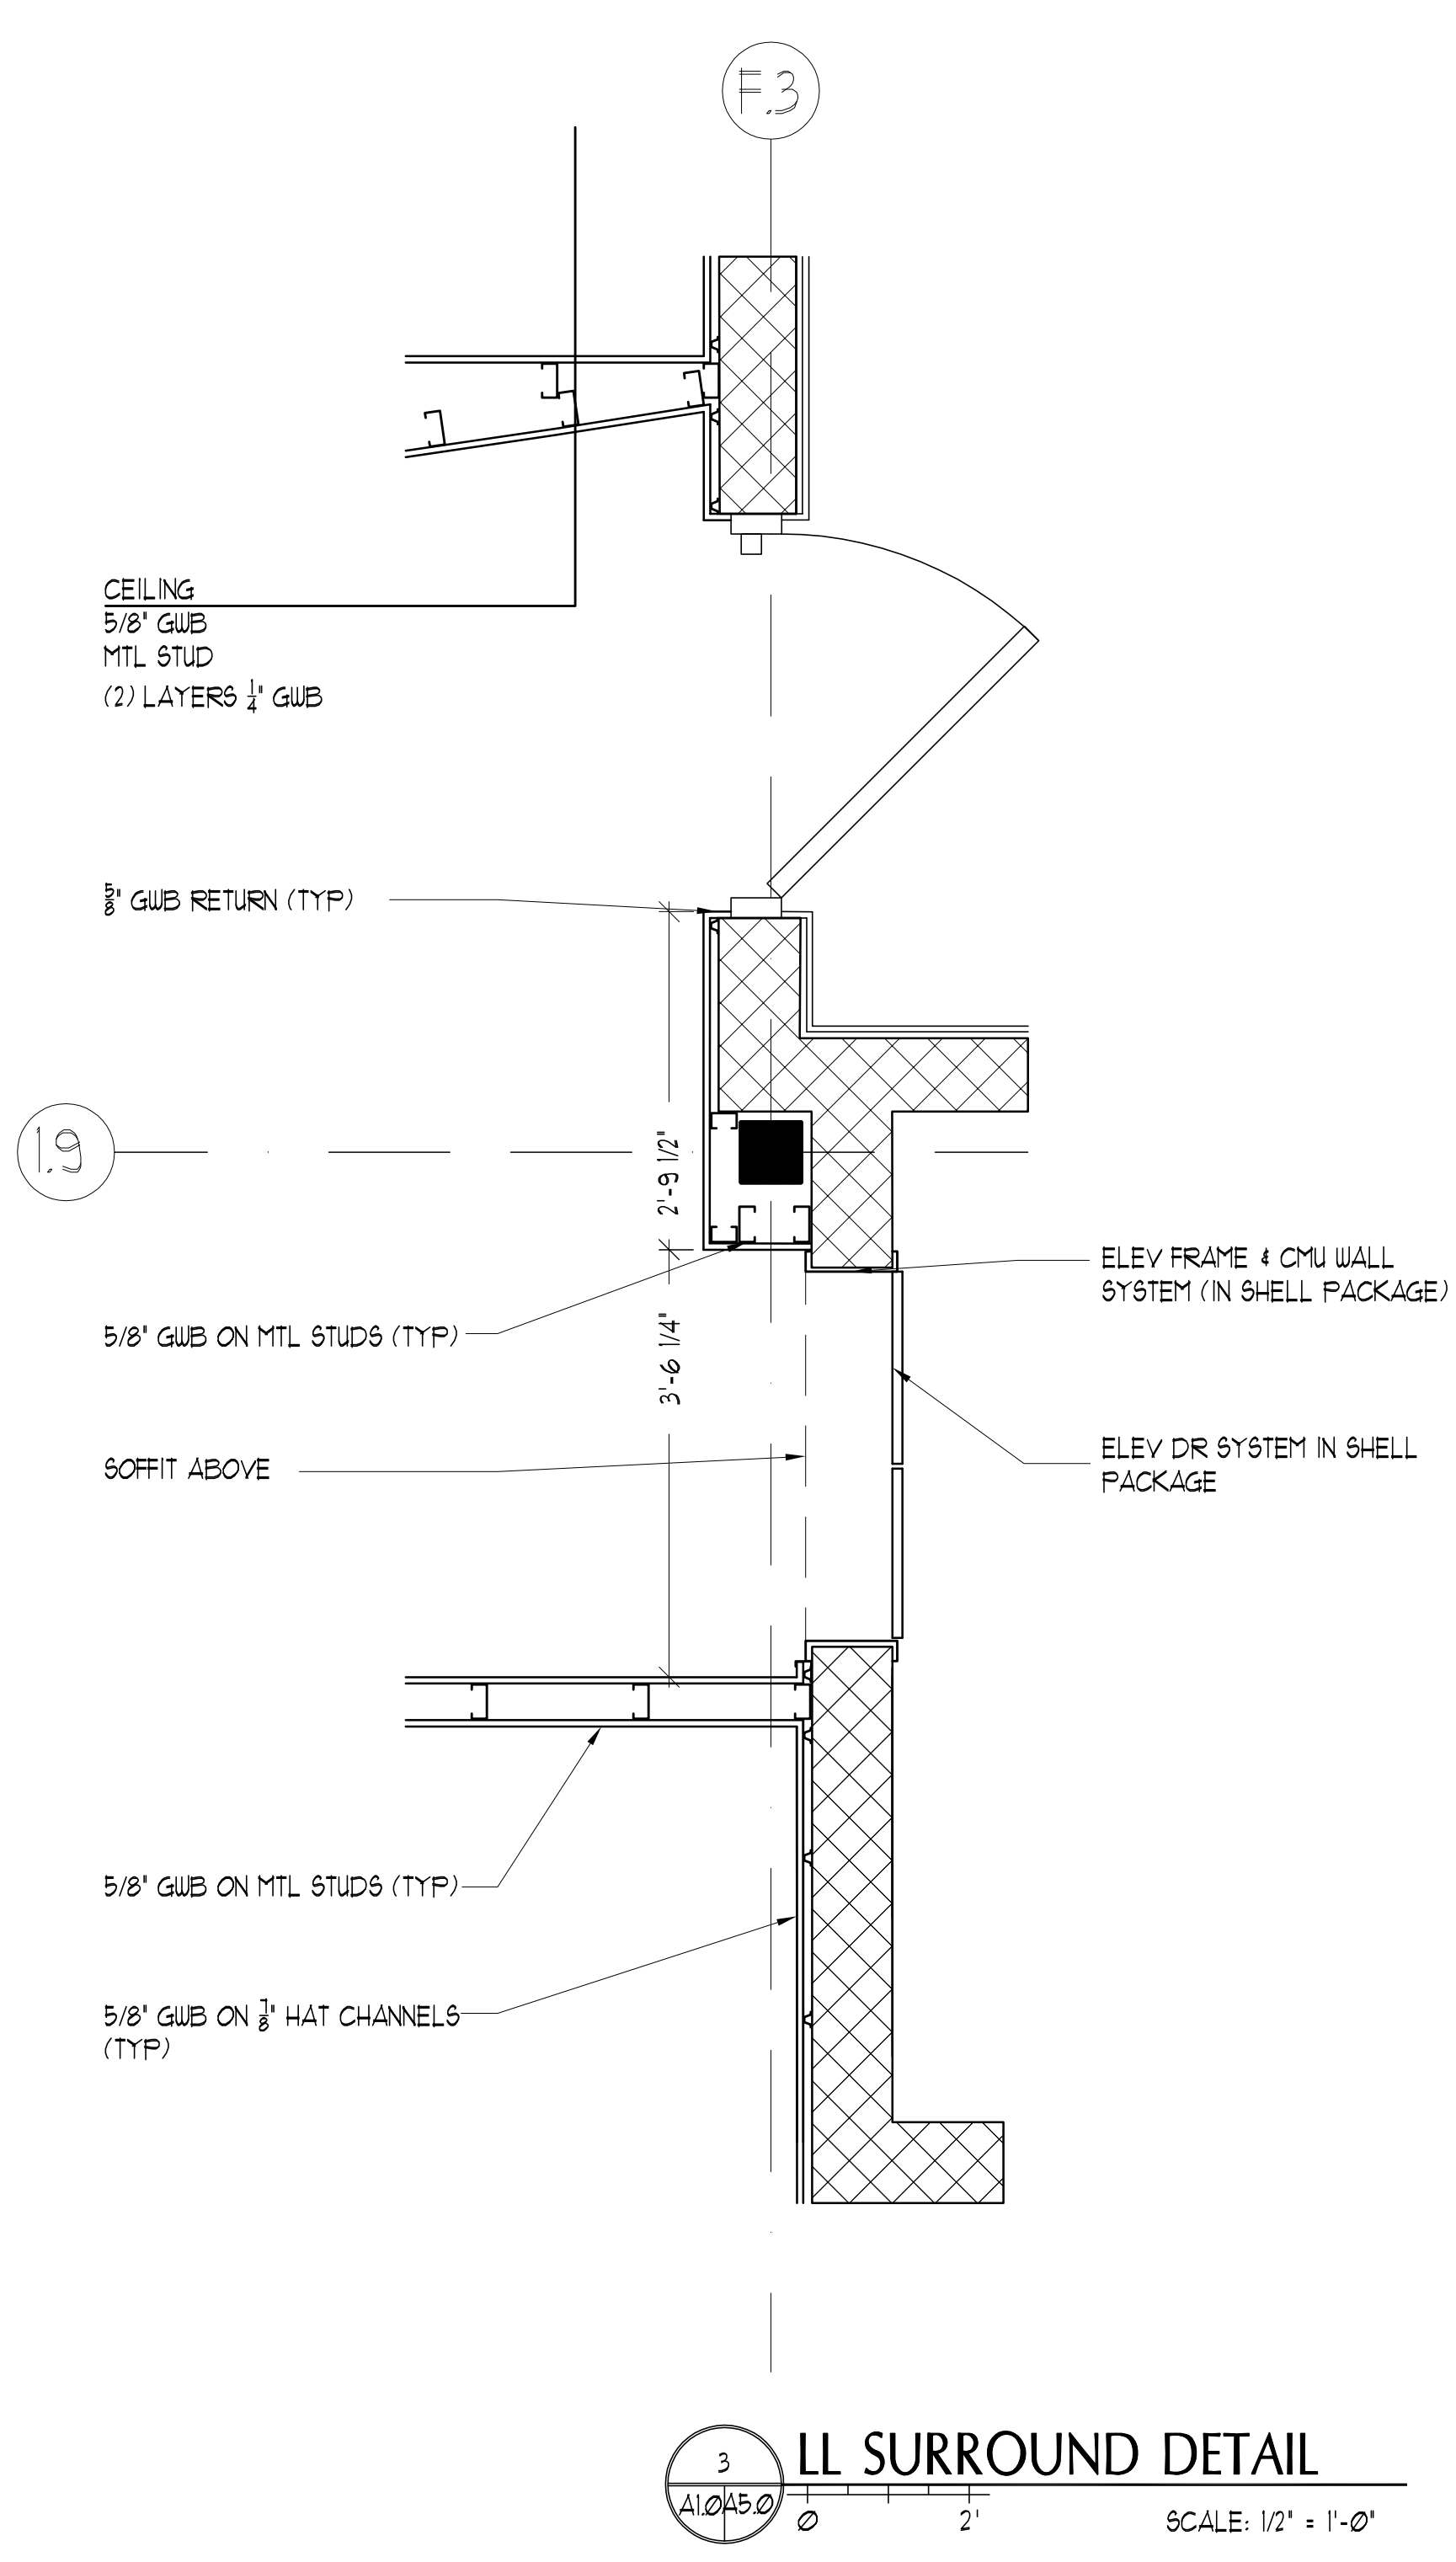 F.3
CEILING
5/8" GWB
MTL STUD
(2) LAYERS 1/4" GWB
5/8" GWB RETURN (TYP)
1.9
2'-9 1/2"
ELEV FRAME & CMU WALL
SYSTEM (IN SHELL PACKAGE)
5/8" GWB ON MTL STUDS (TYP)
3'-6 1/4"
ELEV DR SYSTEM IN SHELL
PACKAGE
SOFFIT ABOVE
5/8" GWB ON MTL STUDS (TYP)
5/8" GWB ON 7/8" HAT CHANNELS
(TYP)
3
A1.0 A5.0
LL SURROUND DETAIL
0 2'
SCALE: 1/2" = 1'-0"